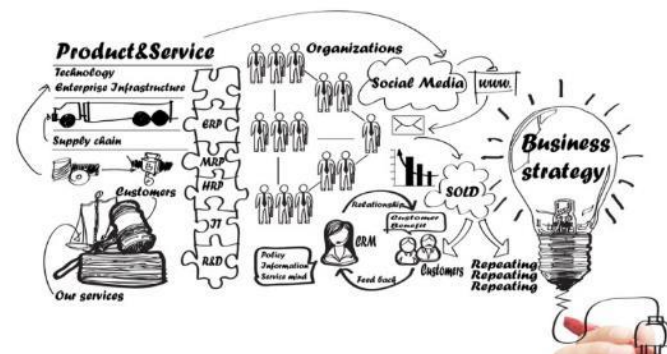 Product&Service
Technology
Enterprise Infrastructure
Supply chain
Customers
Our services
ERP
MRP
HRP
IT
R&D
Organizations
Social Media
WWW.
SOLD
Relationship
Customer
Benefit
CRM
Customers
Feed back
Policy
Information
Service mind
Repeating
Repeating
Repeating
Business
strategy